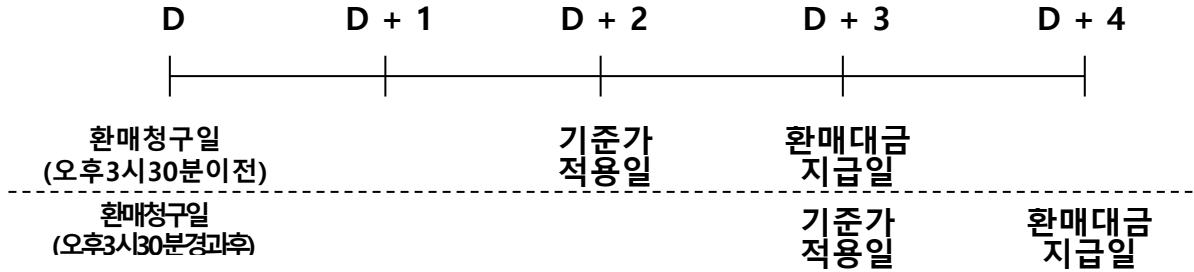 D D + 1 D + 2 D + 3 D + 4
환매청구일 기준가 환매대금
(오후3시30분이전) 적용일 지급일
환매청구일 기준가 환매대금
(오후3시30분경과후) 적용일 지급일